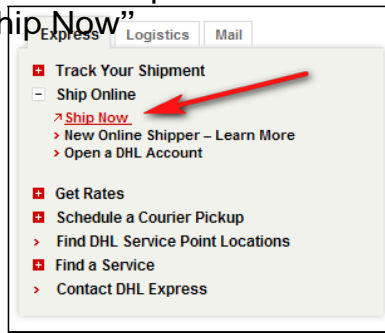 hip Now”
Express Logistics Mail
Track Your Shipment
Ship Online
Ship Now
> New Online Shipper – Learn More
> Open a DHL Account
Get Rates
Schedule a Courier Pickup
> Find DHL Service Point Locations
Find a Service
> Contact DHL Express